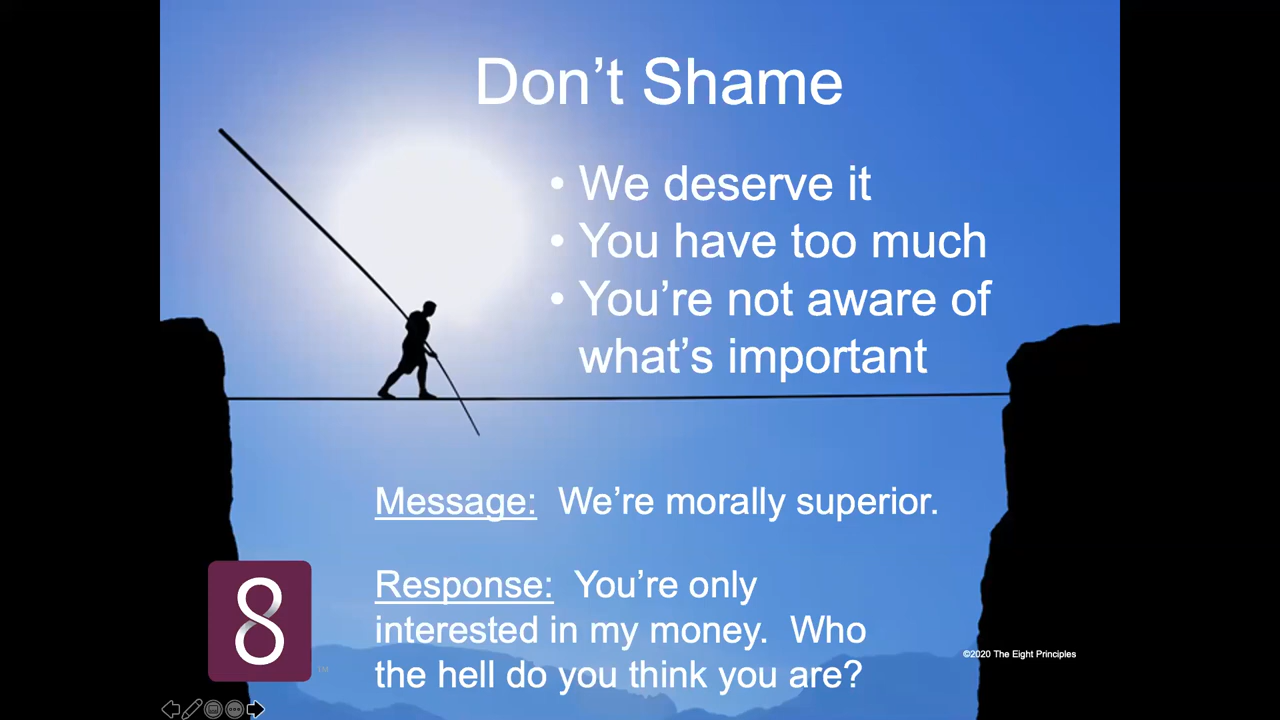 Don’t Shame
• We deserve it
• You have too much
• You’re not aware of
what’s important
Message:  We’re morally superior.
Response:  You’re only
interested in my money.  Who
the hell do you think you are?
8
TM
©2020 The Eight Principles